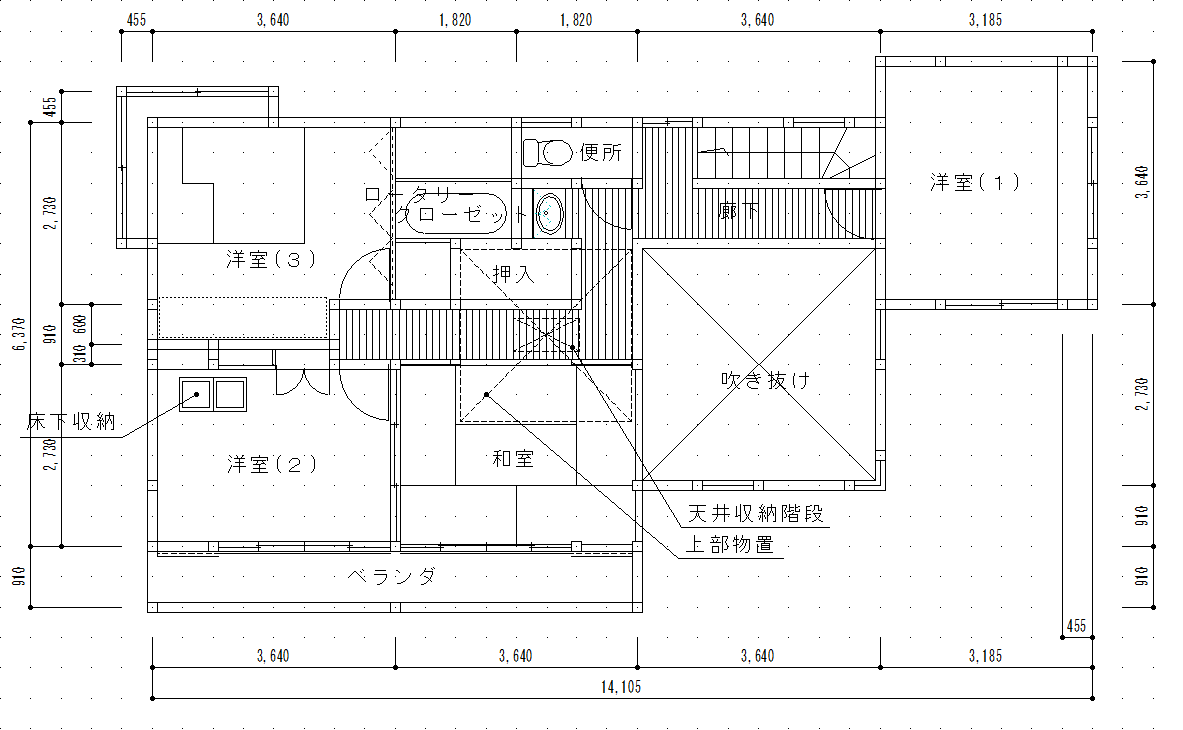 455
3,640
1,820
1,820
3,640
3,185
455
2,730
6,370
910
600
310
2,730
910
3,640
2,730
910
910
便所
洋室(1)
ロータリー
クローゼット
廊下
洋室(3)
押入
吹き抜け
床下収納
洋室(2)
和室
天井収納階段
上部物置
ベランダ
455
3,640
3,640
3,640
3,185
14,105